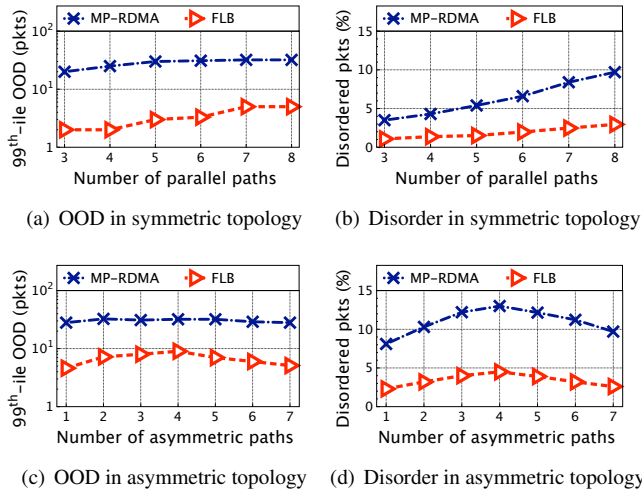 MP-RDMA FLB
99th-ile OOD (pkts)
10²
10¹
1
3 4 5 6 7 8
Number of parallel paths
(a) OOD in symmetric topology
MP-RDMA FLB
Disordered pkts (%)
15
10
5
0
3 4 5 6 7 8
Number of parallel paths
(b) Disorder in symmetric topology
MP-RDMA FLB
99th-ile OOD (pkts)
10²
10¹
1
1 2 3 4 5 6 7
Number of asymmetric paths
(c) OOD in asymmetric topology
MP-RDMA FLB
Disordered pkts (%)
15
10
5
0
1 2 3 4 5 6 7
Number of asymmetric paths
(d) Disorder in asymmetric topology